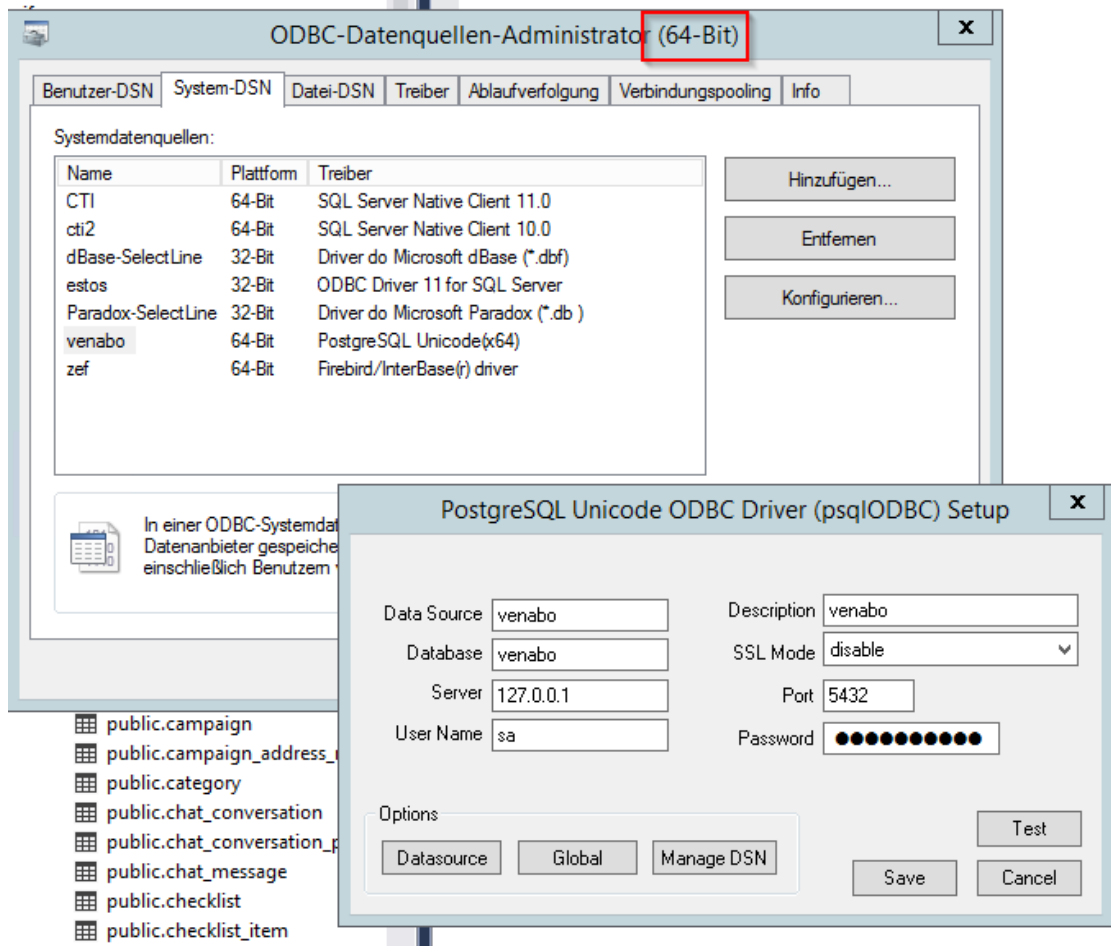 ODBC-Datenquellen-Administrator (64-Bit)
x
Benutzer-DSN System-DSN Datei-DSN Treiber Ablaufverfolgung Verbindungspooling Info
Systemdatenquellen:
Name Plattform Treiber
CTI 64-Bit SQL Server Native Client 11.0
cti2 64-Bit SQL Server Native Client 10.0
dBase-SelectLine 32-Bit Driver do Microsoft dBase (*.dbf)
estos 32-Bit ODBC Driver 11 for SQL Server
Paradox-SelectLine 32-Bit Driver do Microsoft Paradox (*.db )
venabo 64-Bit PostgreSQL Unicode(x64)
zef 64-Bit Firebird/InterBase(r) driver
Hinzufügen...
Entfernen
Konfigurieren...
In einer ODBC-Systemdat
Datenanbieter gespeiche
einschließlich Benutzern
PostgreSQL Unicode ODBC Driver (psqlODBC) Setup
x
Data Source venabo Description venabo
Database venabo SSL Mode disable
Server 127.0.0.1 Port 5432
User Name sa Password ●●●●●●●●●●
Options
Datasource Global Manage DSN
Test
Save Cancel
public.campaign
public.campaign_address_
public.category
public.chat_conversation
public.chat_conversation_p
public.chat_message
public.checklist
public.checklist_item